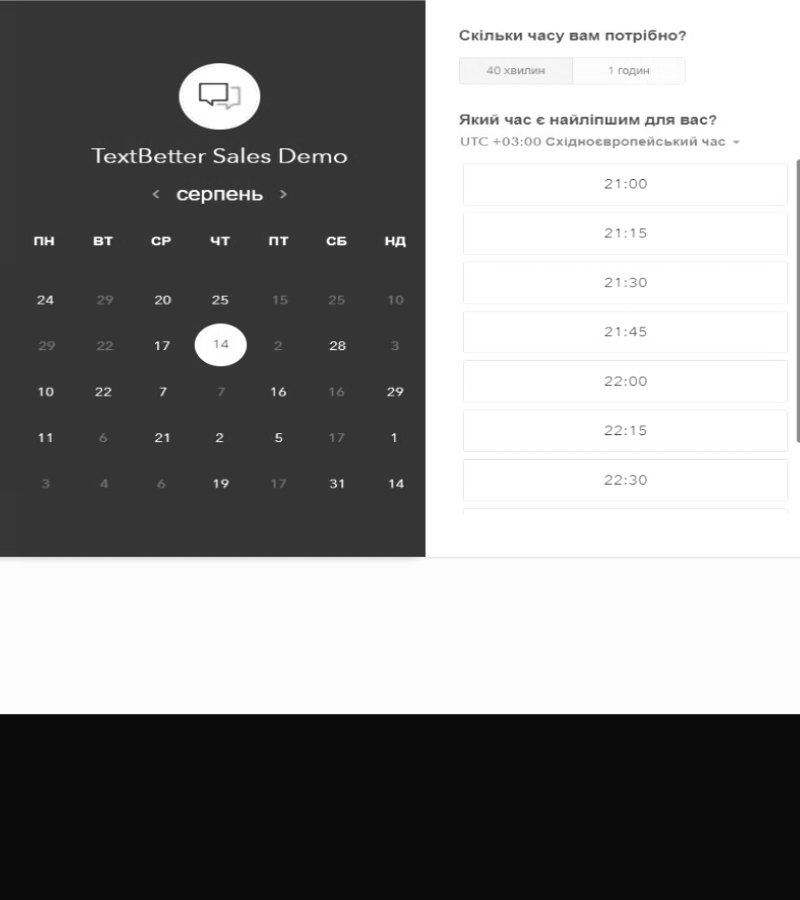 TextBetter Sales Demo
< серпень >
ПН ВТ СР ЧТ ПТ СБ НД
24 29 20 25 15 25 10
29 22 17 14 2 28 3
10 22 7 7 16 16 29
11 6 21 2 5 17 1
3 4 6 19 17 31 14
Скільки часу вам потрібно?
40 хвилин 1 годин
Який час є найліпшим для вас?
UTC +03:00 Східноєвропейський час
21:00
21:15
21:30
21:45
22:00
22:15
22:30